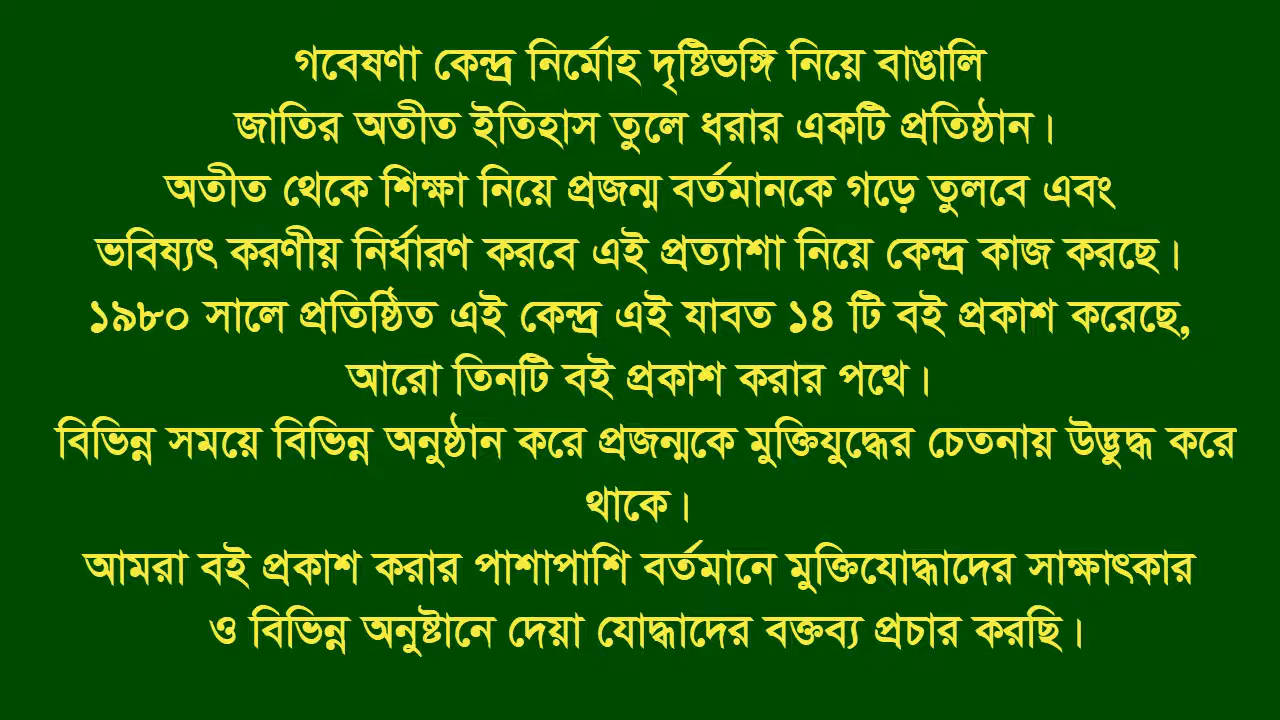 গবেষণা কেন্দ্র নির্মোহ দৃষ্টিভঙ্গি নিয়ে বাঙালি
জাতির অতীত ইতিহাস তুলে ধরার একটি প্রতিষ্ঠান।
অতীত থেকে শিক্ষা নিয়ে প্রজন্ম বর্তমানকে গড়ে তুলবে এবং
ভবিষ্যৎ করণীয় নির্ধারণ করবে এই প্রত্যাশা নিয়ে কেন্দ্র কাজ করছে।
১৯৮০ সালে প্রতিষ্ঠিত এই কেন্দ্র এই যাবত ১৪ টি বই প্রকাশ করেছে,
আরো তিনটি বই প্রকাশ করার পথে।
বিভিন্ন সময়ে বিভিন্ন অনুষ্ঠান করে প্রজন্মকে মুক্তিযুদ্ধের চেতনায় উদ্ভুদ্ধ করে
থাকে।
আমরা বই প্রকাশ করার পাশাপাশি বর্তমানে মুক্তিযোদ্ধাদের সাক্ষাৎকার
ও বিভিন্ন অনুষ্টানে দেয়া যোদ্ধাদের বক্তব্য প্রচার করছি।